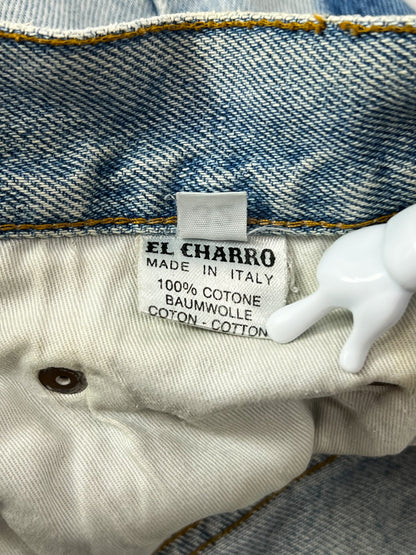 EL CHARRO
MADE IN ITALY
100% COTONE
BAUMWOLLE
COTON - COTTON